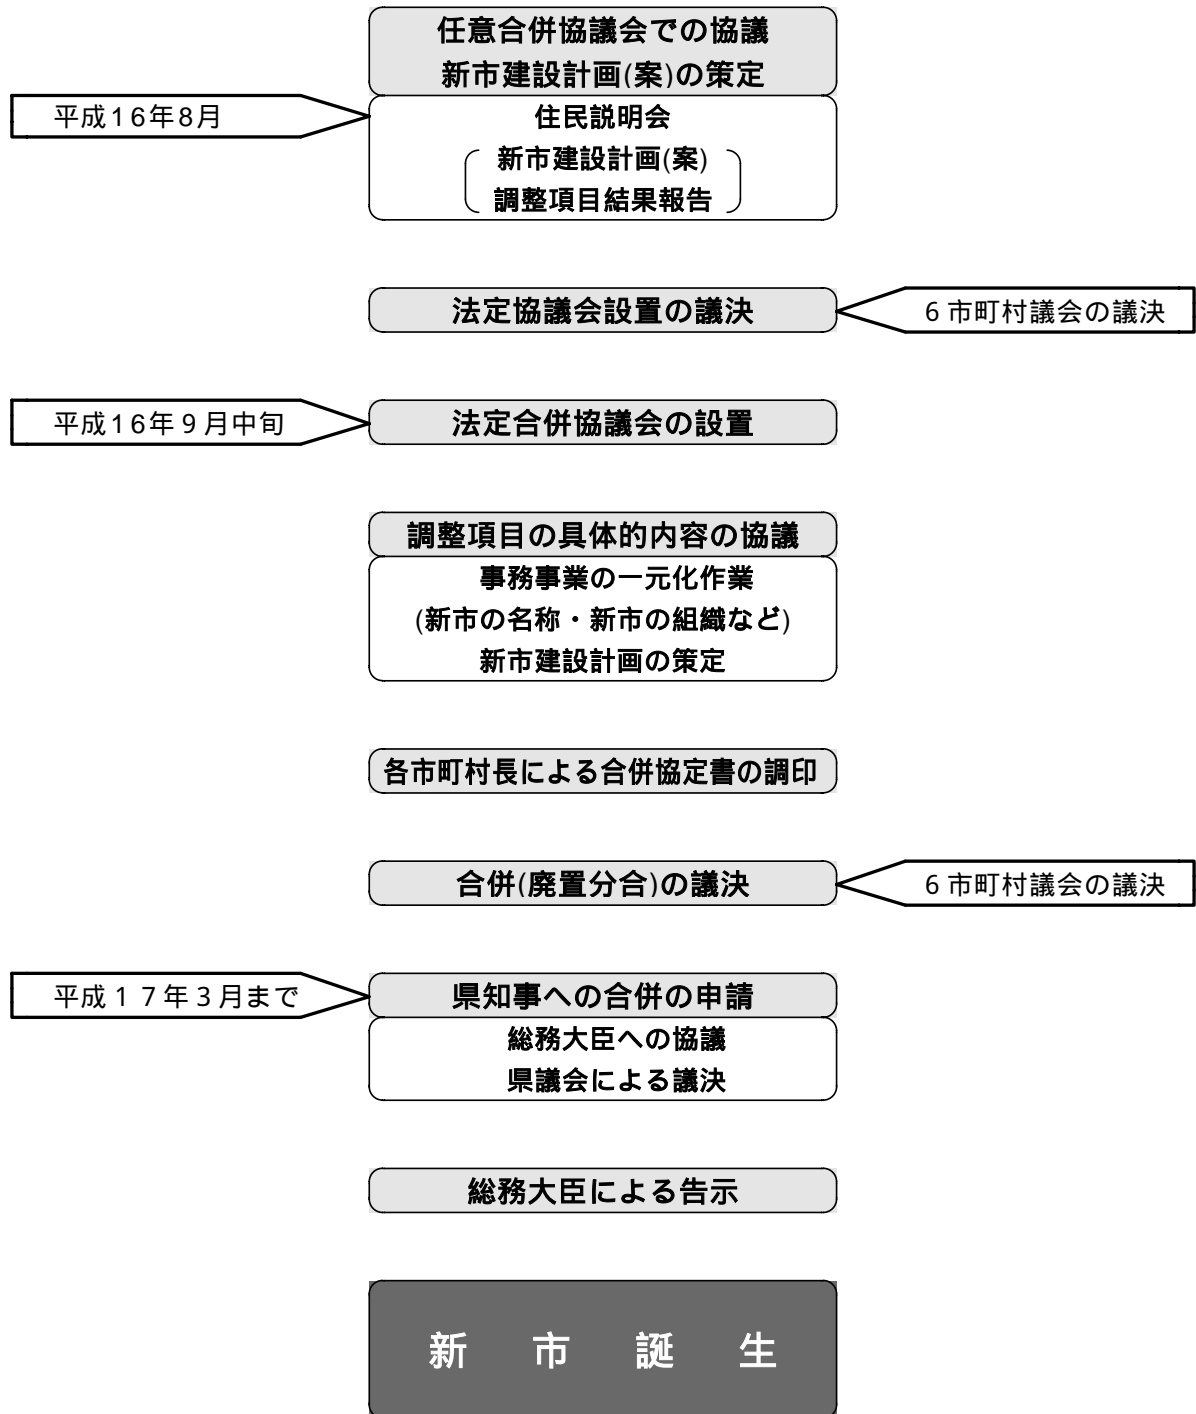 任意合併協議会での協議
新市建設計画(案)の策定
平成16年8月
住民説明会
新市建設計画(案)
調整項目結果報告
法定協議会設置の議決
6市町村議会の議決
平成16年9月中旬
法定合併協議会の設置
調整項目の具体的内容の協議
事務事業の一元化作業
(新市の名称・新市の組織など)
新市建設計画の策定
各市町村長による合併協定書の調印
合併(廃置分合)の議決
6市町村議会の議決
平成17年3月まで
県知事への合併の申請
総務大臣への協議
県議会による議決
総務大臣による告示
新市誕生